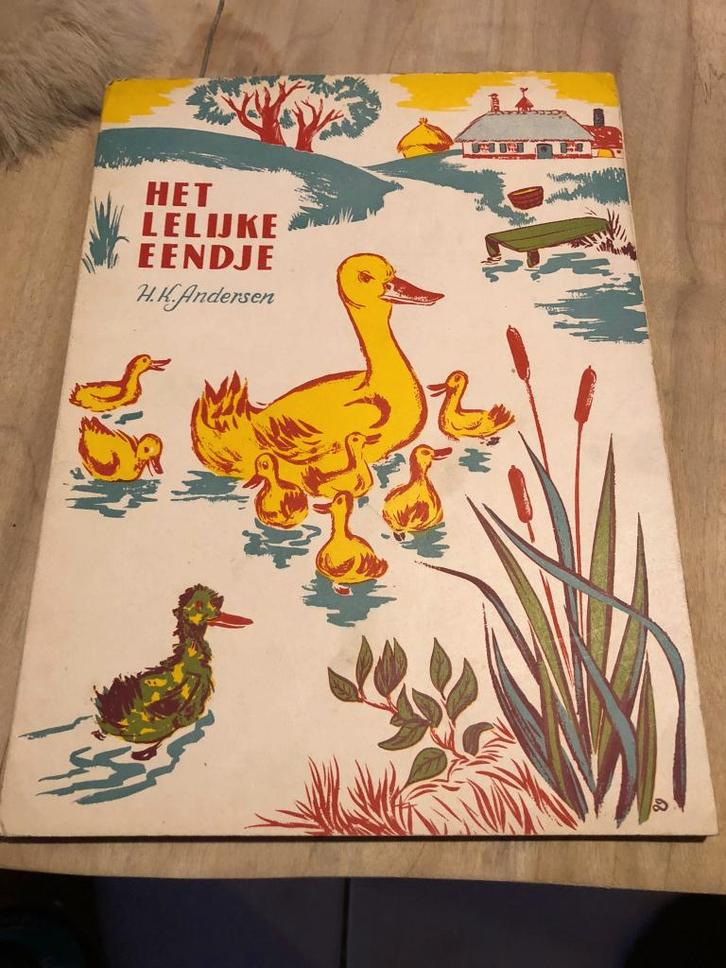 HET
LELIJKE
EENDJE
H.K. Andersen